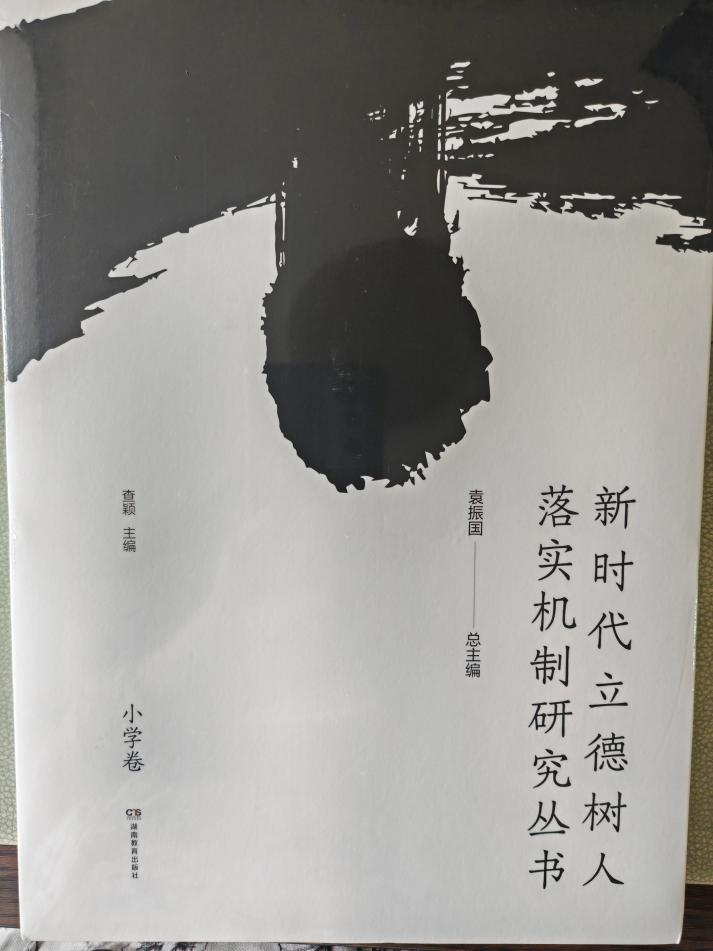 新时代立德树人
落实机制研究丛书
袁振国——总主编
查颖 主编
小学卷
湖南教育出版社